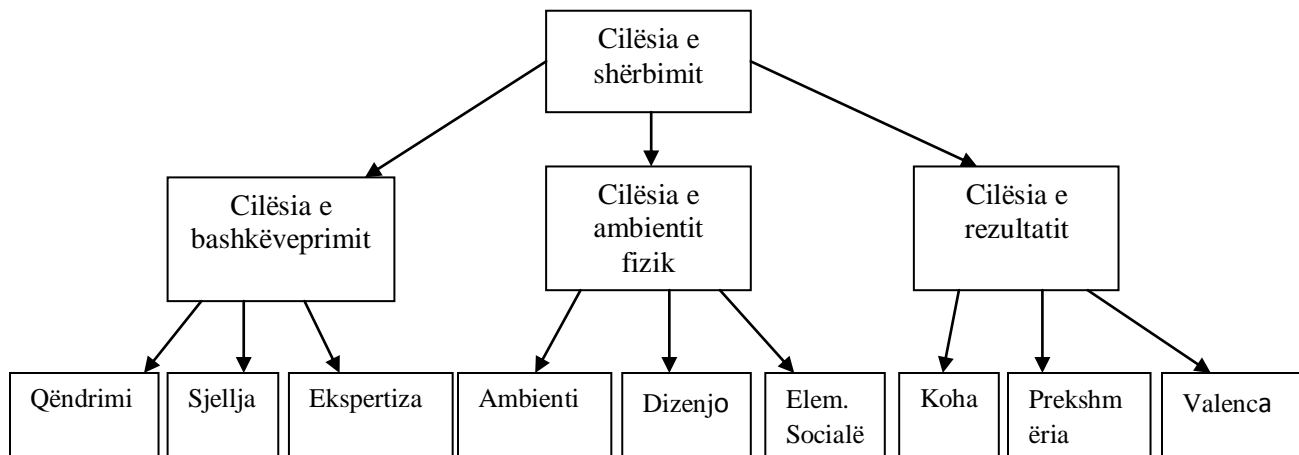 Cilësia e
shërbimit
Cilësia e
bashkëveprimit
Cilësia e
ambientit
fizik
Cilësia e
rezultatit
Qëndrimi
Sjellja
Ekspertiza
Ambienti
Dizenjo
Elem.
Socialë
Koha
Prekshm
ëria
Valenca